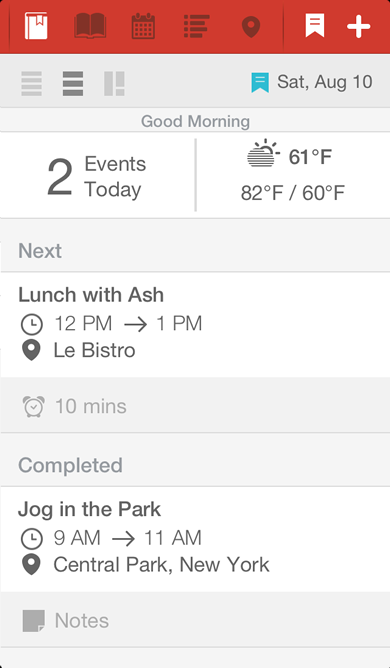 Sat, Aug 10
Good Morning
2 Events Today
61°F
82°F / 60°F
Next
Lunch with Ash
12 PM → 1 PM
Le Bistro
10 mins
Completed
Jog in the Park
9 AM → 11 AM
Central Park, New York
Notes